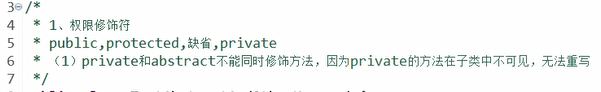 3 /*
4 * 1、权限修饰符
5 * public,protected,缺省,private
6 * （1）private和abstract不能同时修饰方法，因为private的方法在子类中不可见，无法重写
7 */